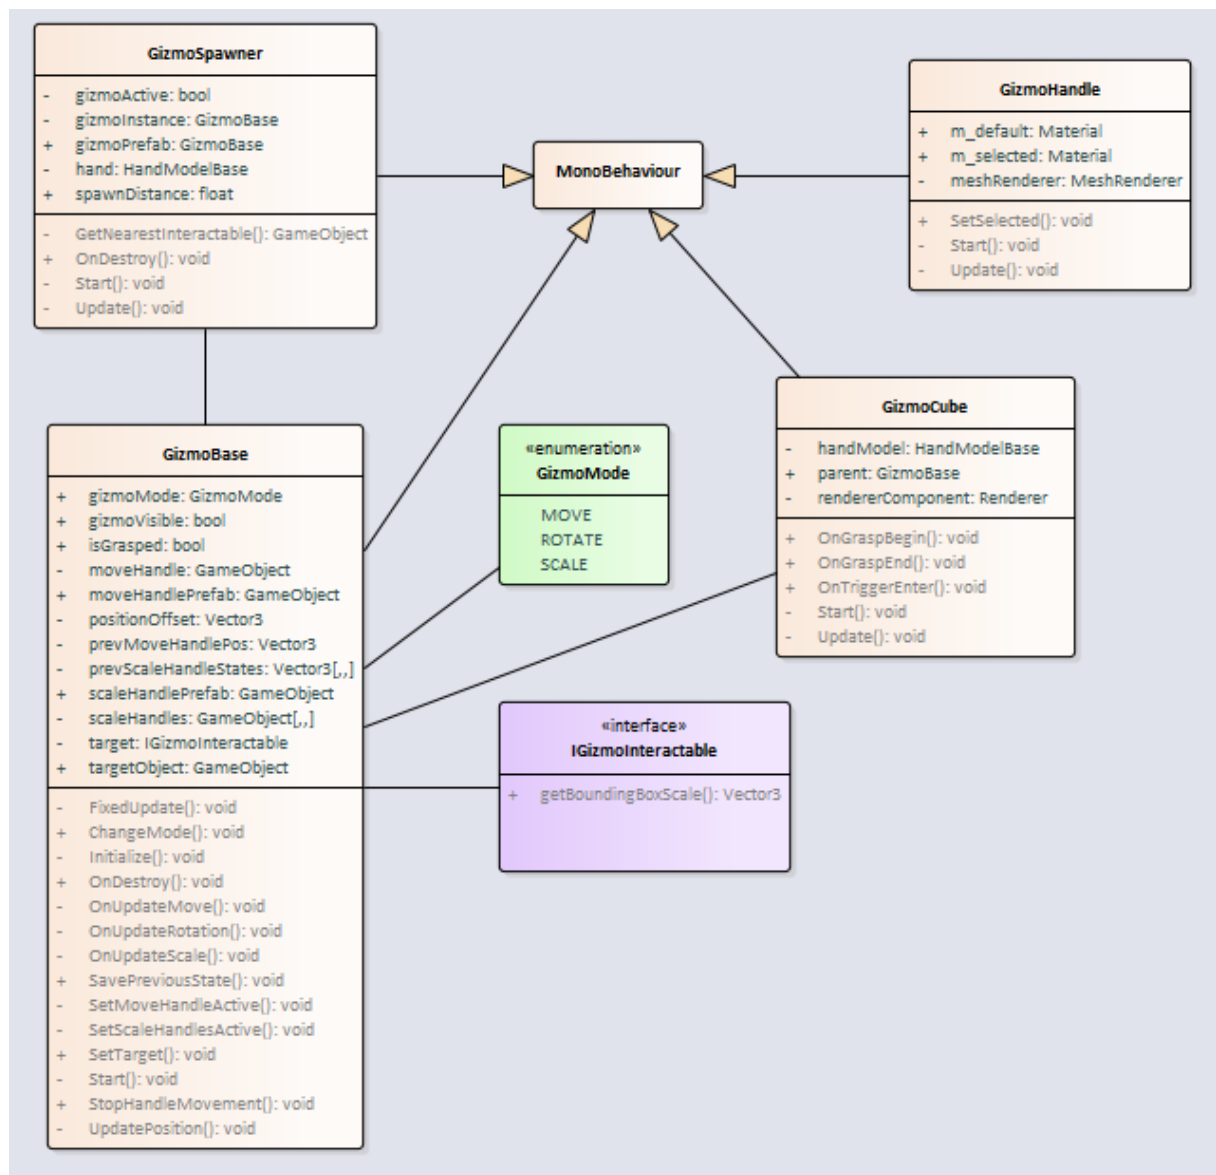 GizmoSpawner
- gizmoActive: bool
- gizmoInstance: GizmoBase
+ gizmoPrefab: GizmoBase
- hand: HandModelBase
+ spawnDistance: float
- GetNearestInteractable(): GameObject
+ OnDestroy(): void
- Start(): void
- Update(): void
MonoBehaviour
GizmoHandle
+ m_default: Material
+ m_selected: Material
- meshRenderer: MeshRenderer
+ SetSelected(): void
- Start(): void
- Update(): void
GizmoBase
+ gizmoMode: GizmoMode
+ gizmoVisible: bool
+ isGrasped: bool
- moveHandle: GameObject
+ moveHandlePrefab: GameObject
- positionOffset: Vector3
- prevMoveHandlePos: Vector3
- prevScaleHandleStates: Vector3[,,]
+ scaleHandlePrefab: GameObject
- scaleHandles: GameObject[,,]
- target: IGizmoInteractable
+ targetObject: GameObject
- FixedUpdate(): void
+ ChangeMode(): void
- Initialize(): void
+ OnDestroy(): void
- OnUpdateMove(): void
- OnUpdateRotation(): void
- OnUpdateScale(): void
+ SavePreviousState(): void
- SetMoveHandleActive(): void
- SetScaleHandlesActive(): void
+ SetTarget(): void
- Start(): void
+ StopHandleMovement(): void
- UpdatePosition(): void
«enumeration»
GizmoMode
MOVE
ROTATE
SCALE
GizmoCube
- handModel: HandModelBase
+ parent: GizmoBase
- rendererComponent: Renderer
+ OnGraspBegin(): void
+ OnGraspEnd(): void
+ OnTriggerEnter(): void
- Start(): void
- Update(): void
«interface»
IGizmoInteractable
+ getBoundingBoxScale(): Vector3